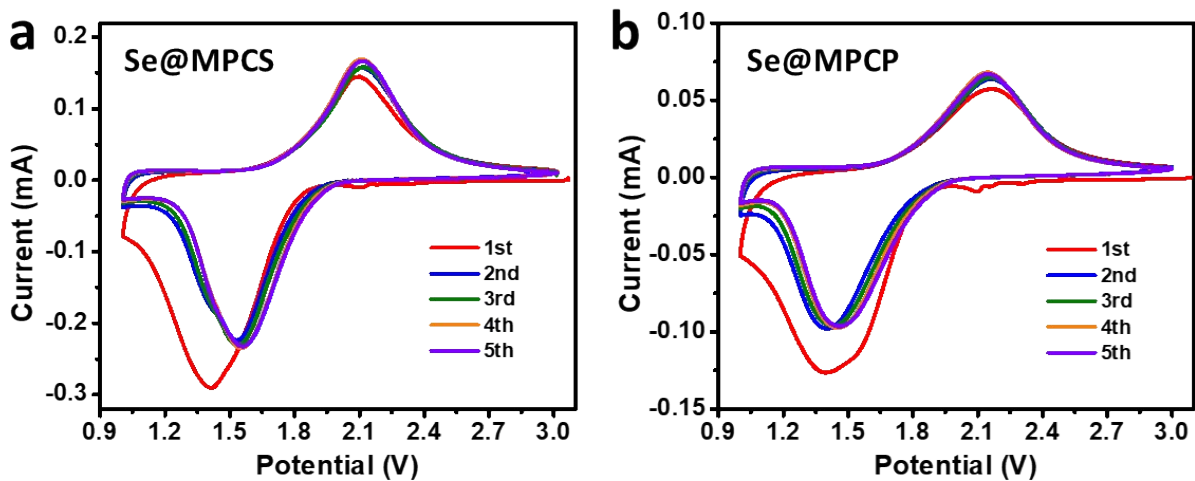 a
Se@MPCS
Current (mA)
0.2
0.1
0.0
-0.1
-0.2
-0.3
1st
2nd
3rd
4th
5th
0.9 1.2 1.5 1.8 2.1 2.4 2.7 3.0
Potential (V)
b
Se@MPCP
Current (mA)
0.10
0.05
0.00
-0.05
-0.10
-0.15
1st
2nd
3rd
4th
5th
0.9 1.2 1.5 1.8 2.1 2.4 2.7 3.0
Potential (V)